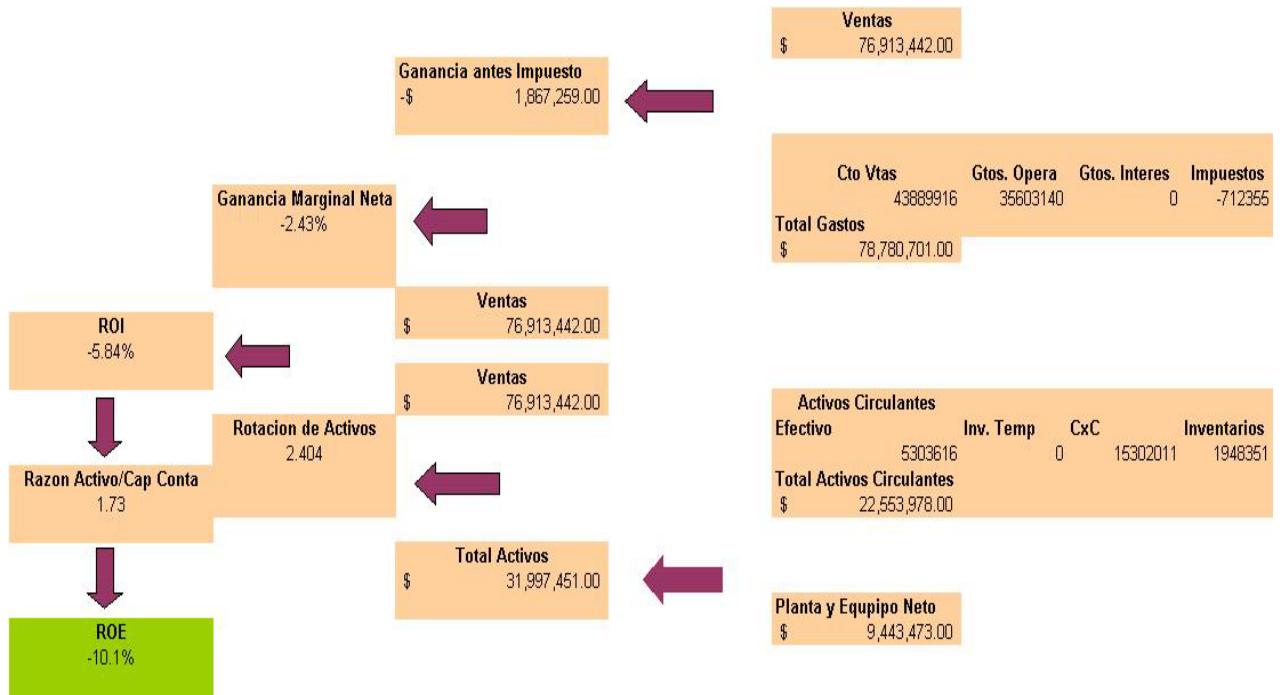 Ventas
$ 76,913,442.00
Ganancia antes Impuesto
-$ 1,867,259.00
Cto Vtas Gtos. Opera Gtos. Interes Impuestos
43889916 35603140 0 -712355
Total Gastos
$ 78,780,701.00
Ganancia Marginal Neta
-2.43%
Ventas
$ 76,913,442.00
ROI
-5.84%
Ventas
$ 76,913,442.00
Activos Circulantes
Efectivo Inv. Temp CxC Inventarios
5303616 0 15302011 1948351
Total Activos Circulantes
$ 22,553,978.00
Rotacion de Activos
2.404
Razon Activo/Cap Conta
1.73
Total Activos
$ 31,997,451.00
Planta y Equpipo Neto
$ 9,443,473.00
ROE
-10.1%